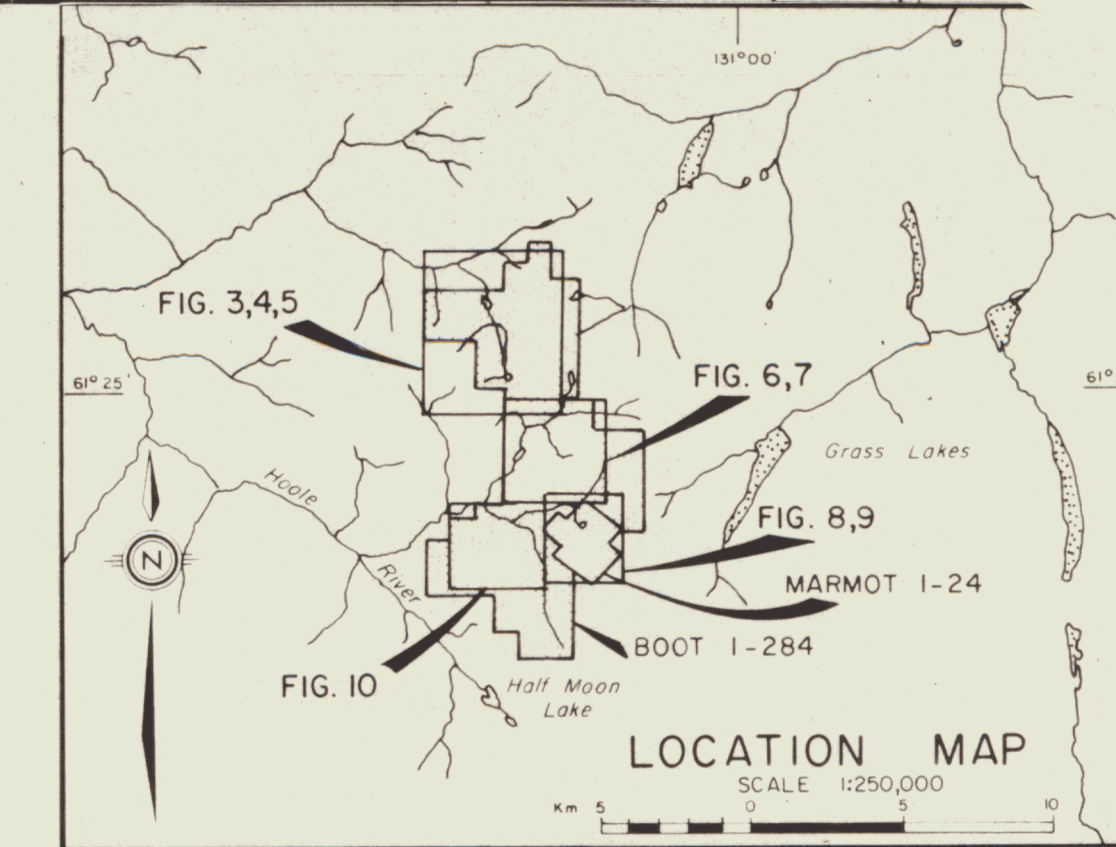 131°00'
FIG. 3,4,5
61° 25'
61°
FIG. 6,7
Grass Lakes
Hoole
River
FIG. 8,9
N
MARMOT 1-24
BOOT 1-284
FIG. 10
Half Moon
Lake
LOCATION MAP
SCALE 1:250,000
Km 5 0 5 10